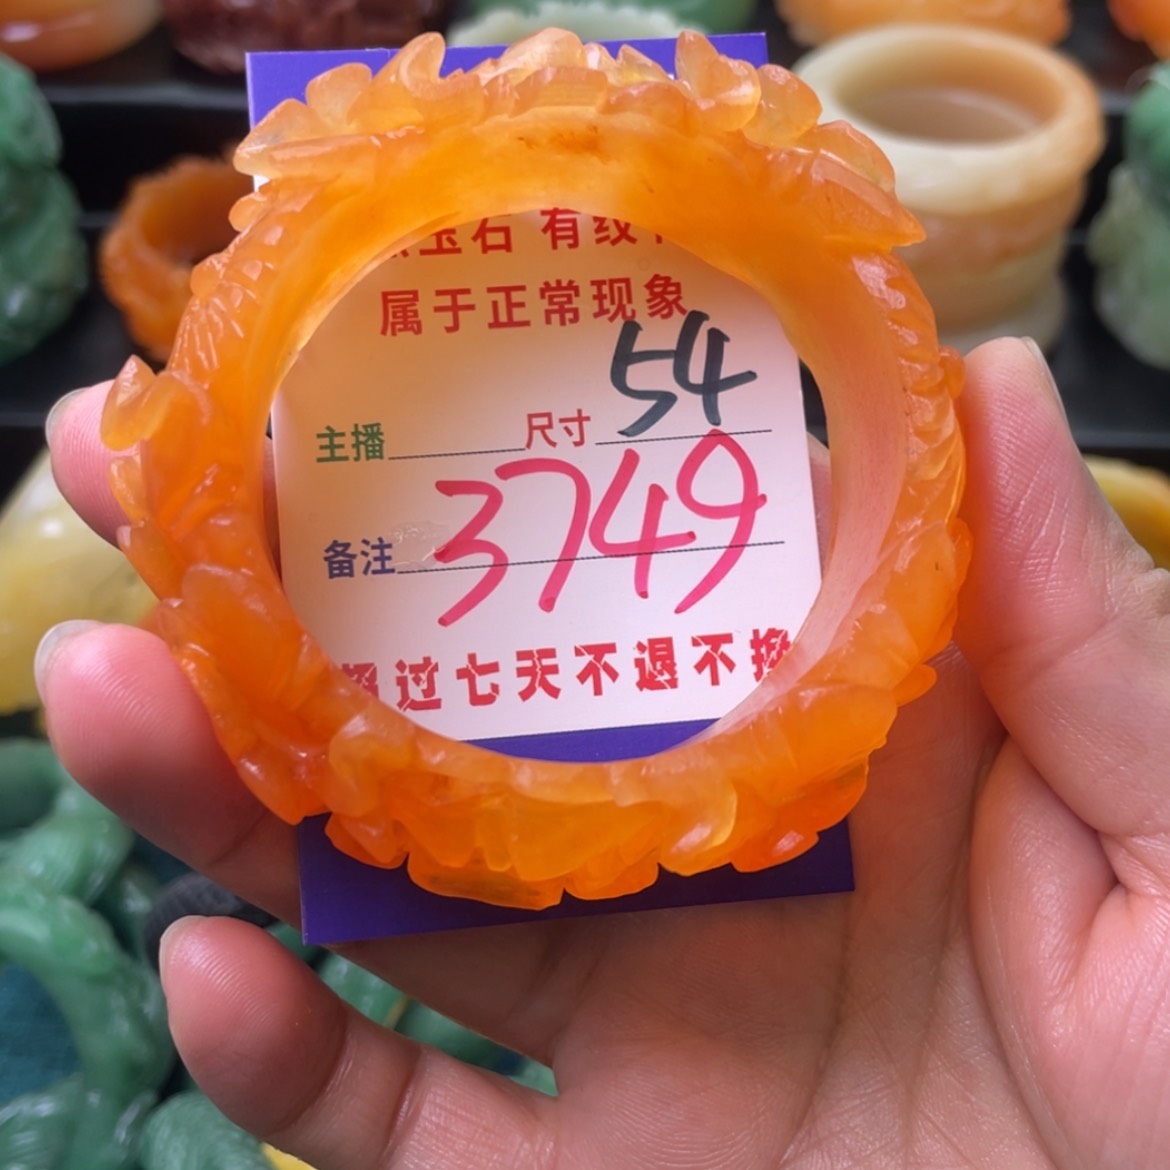 玉石 有纹
属于正常现象
主播 尺寸 54
备注 3749
过七天不退不换